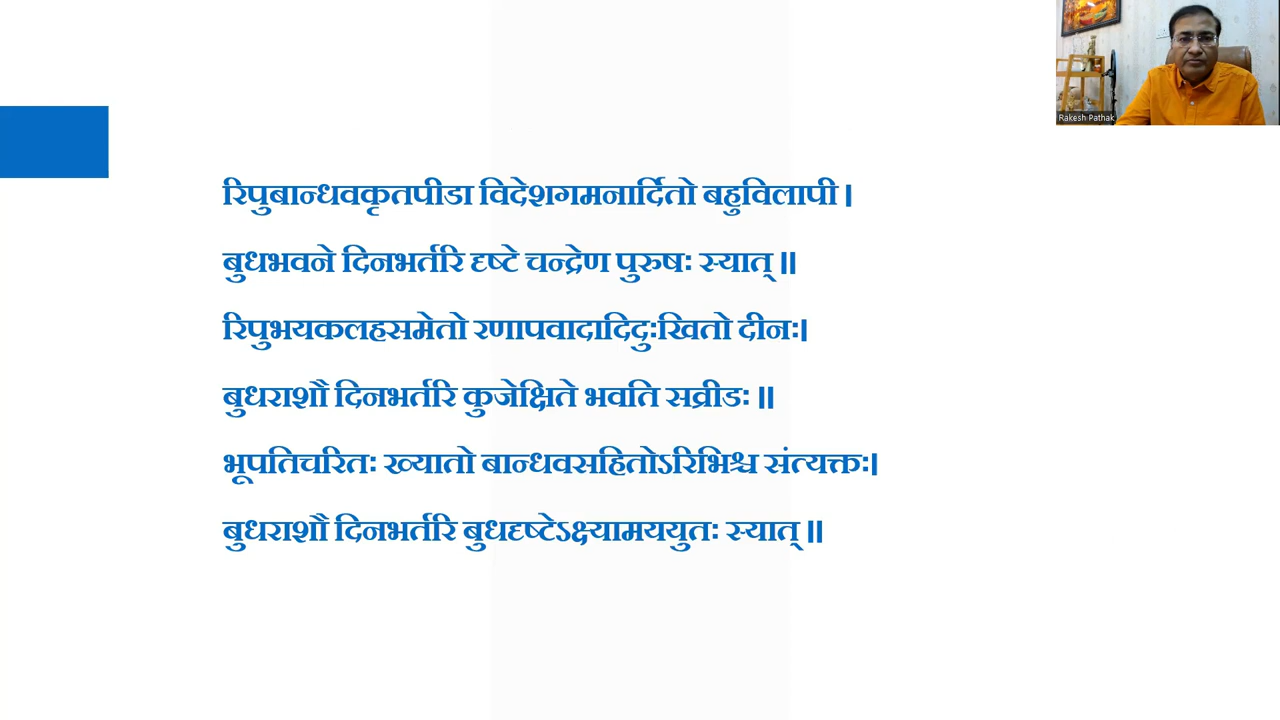 रिपुबान्धवकृतपीडा विदेशगमनार्दितो बहुविलापी ।
बुधभवने दिनभर्तरि दृष्टे चन्द्रेण पुरुषः स्यात् ॥
रिपुभयकलहसमेतो रणापवादादिदुःखितो दीनः।
बुधराशौ दिनभर्तरि कुजेक्षिते भवति सव्रीडः ॥
भूपतिचरितः ख्यातो बान्धवसहितोऽरिभिश्च संत्यक्तः।
बुधराशौ दिनभर्तरि बुधदृष्टेऽक्ष्यामययुतः स्यात् ॥
Rakesh Pathak